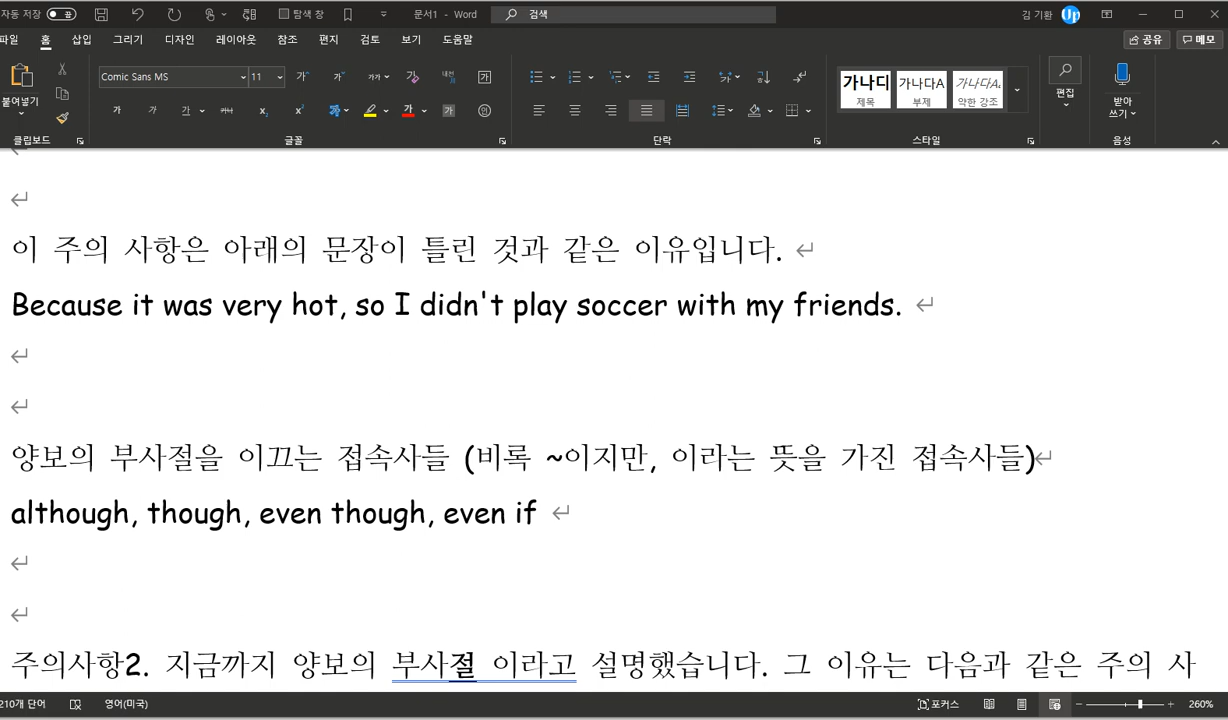 자동 저장 끔 탐색 창 문서1 - Word 검색 김 기환
파일 홈 삽입 그리기 디자인 레이아웃 참조 편지 검토 보기 도움말 공유 메모
붙여넣기 Comic Sans MS 11 가나다 제목 가나다A 부제 가나다A 약한 강조 편집 받아쓰기
클립보드 글꼴 단락 스타일 음성
이 주의 사항은 아래의 문장이 틀린 것과 같은 이유입니다.
Because it was very hot, so I didn't play soccer with my friends.
양보의 부사절을 이끄는 접속사들 (비록 ~이지만, 이라는 뜻을 가진 접속사들)
although, though, even though, even if
주의사항2. 지금까지 양보의 부사절 이라고 설명했습니다. 그 이유는 다음과 같은 주의 사
210개 단어 영어(미국) 포커스 260%